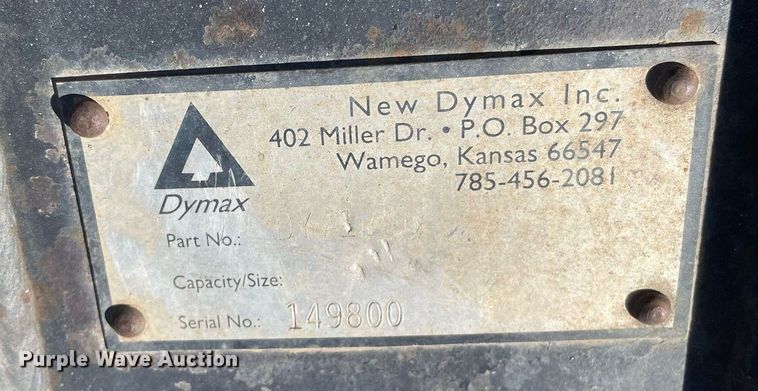 New Dymax Inc.
402 Miller Dr. • P.O. Box 297
Wamego, Kansas 66547
785-456-2081
Dymax
Part No.:
Capacity/Size:
Serial No.: 149800
Purple Wave Auction